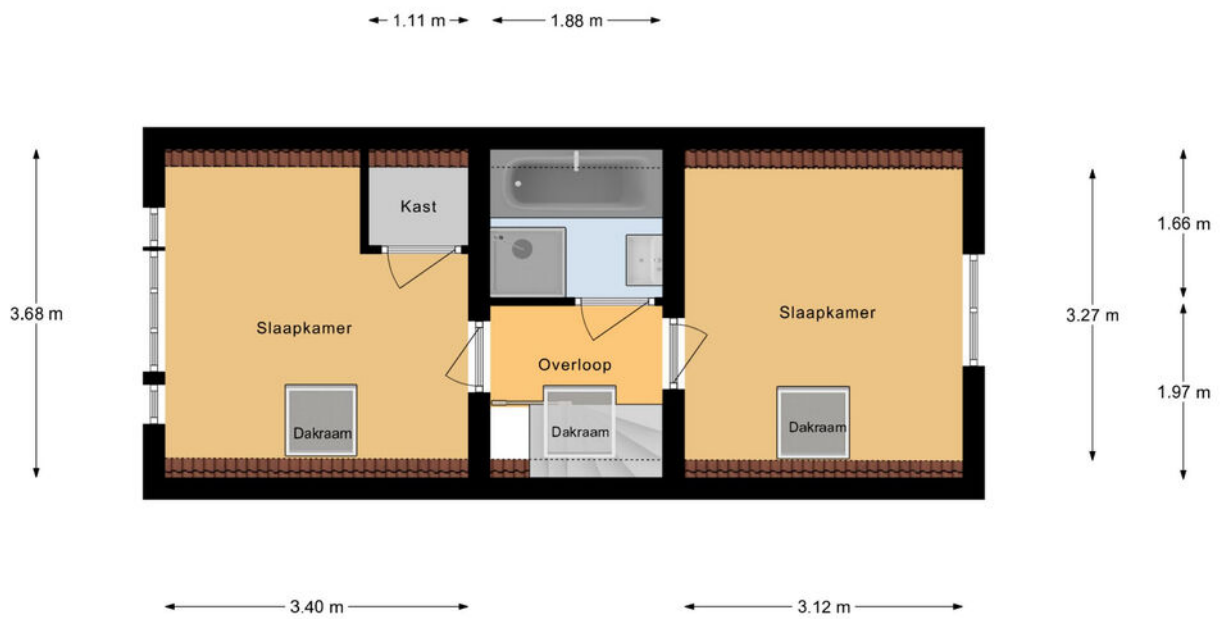 1.11 m
1.88 m
Kast
1.66 m
3.68 m
Slaapkamer
Slaapkamer
3.27 m
Overloop
1.97 m
Dakraam
Dakraam
Dakraam
3.40 m
3.12 m